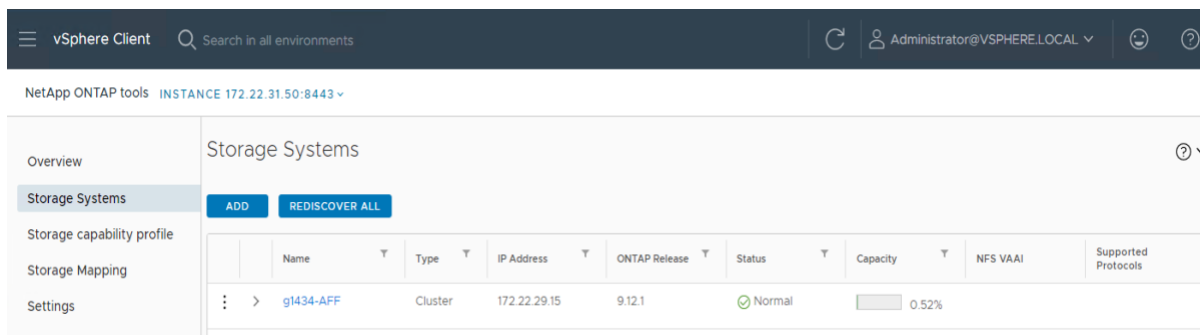 vSphere Client Search in all environments Administrator@VSPHERE.LOCAL
NetApp ONTAP tools INSTANCE 172.22.31.50:8443
Overview
Storage Systems
Storage capability profile
Storage Mapping
Settings
Storage Systems
ADD REDISCOVER ALL
Name Type IP Address ONTAP Release Status Capacity NFS VAAI Supported Protocols
g1434-AFF Cluster 172.22.29.15 9.12.1 Normal 0.52%